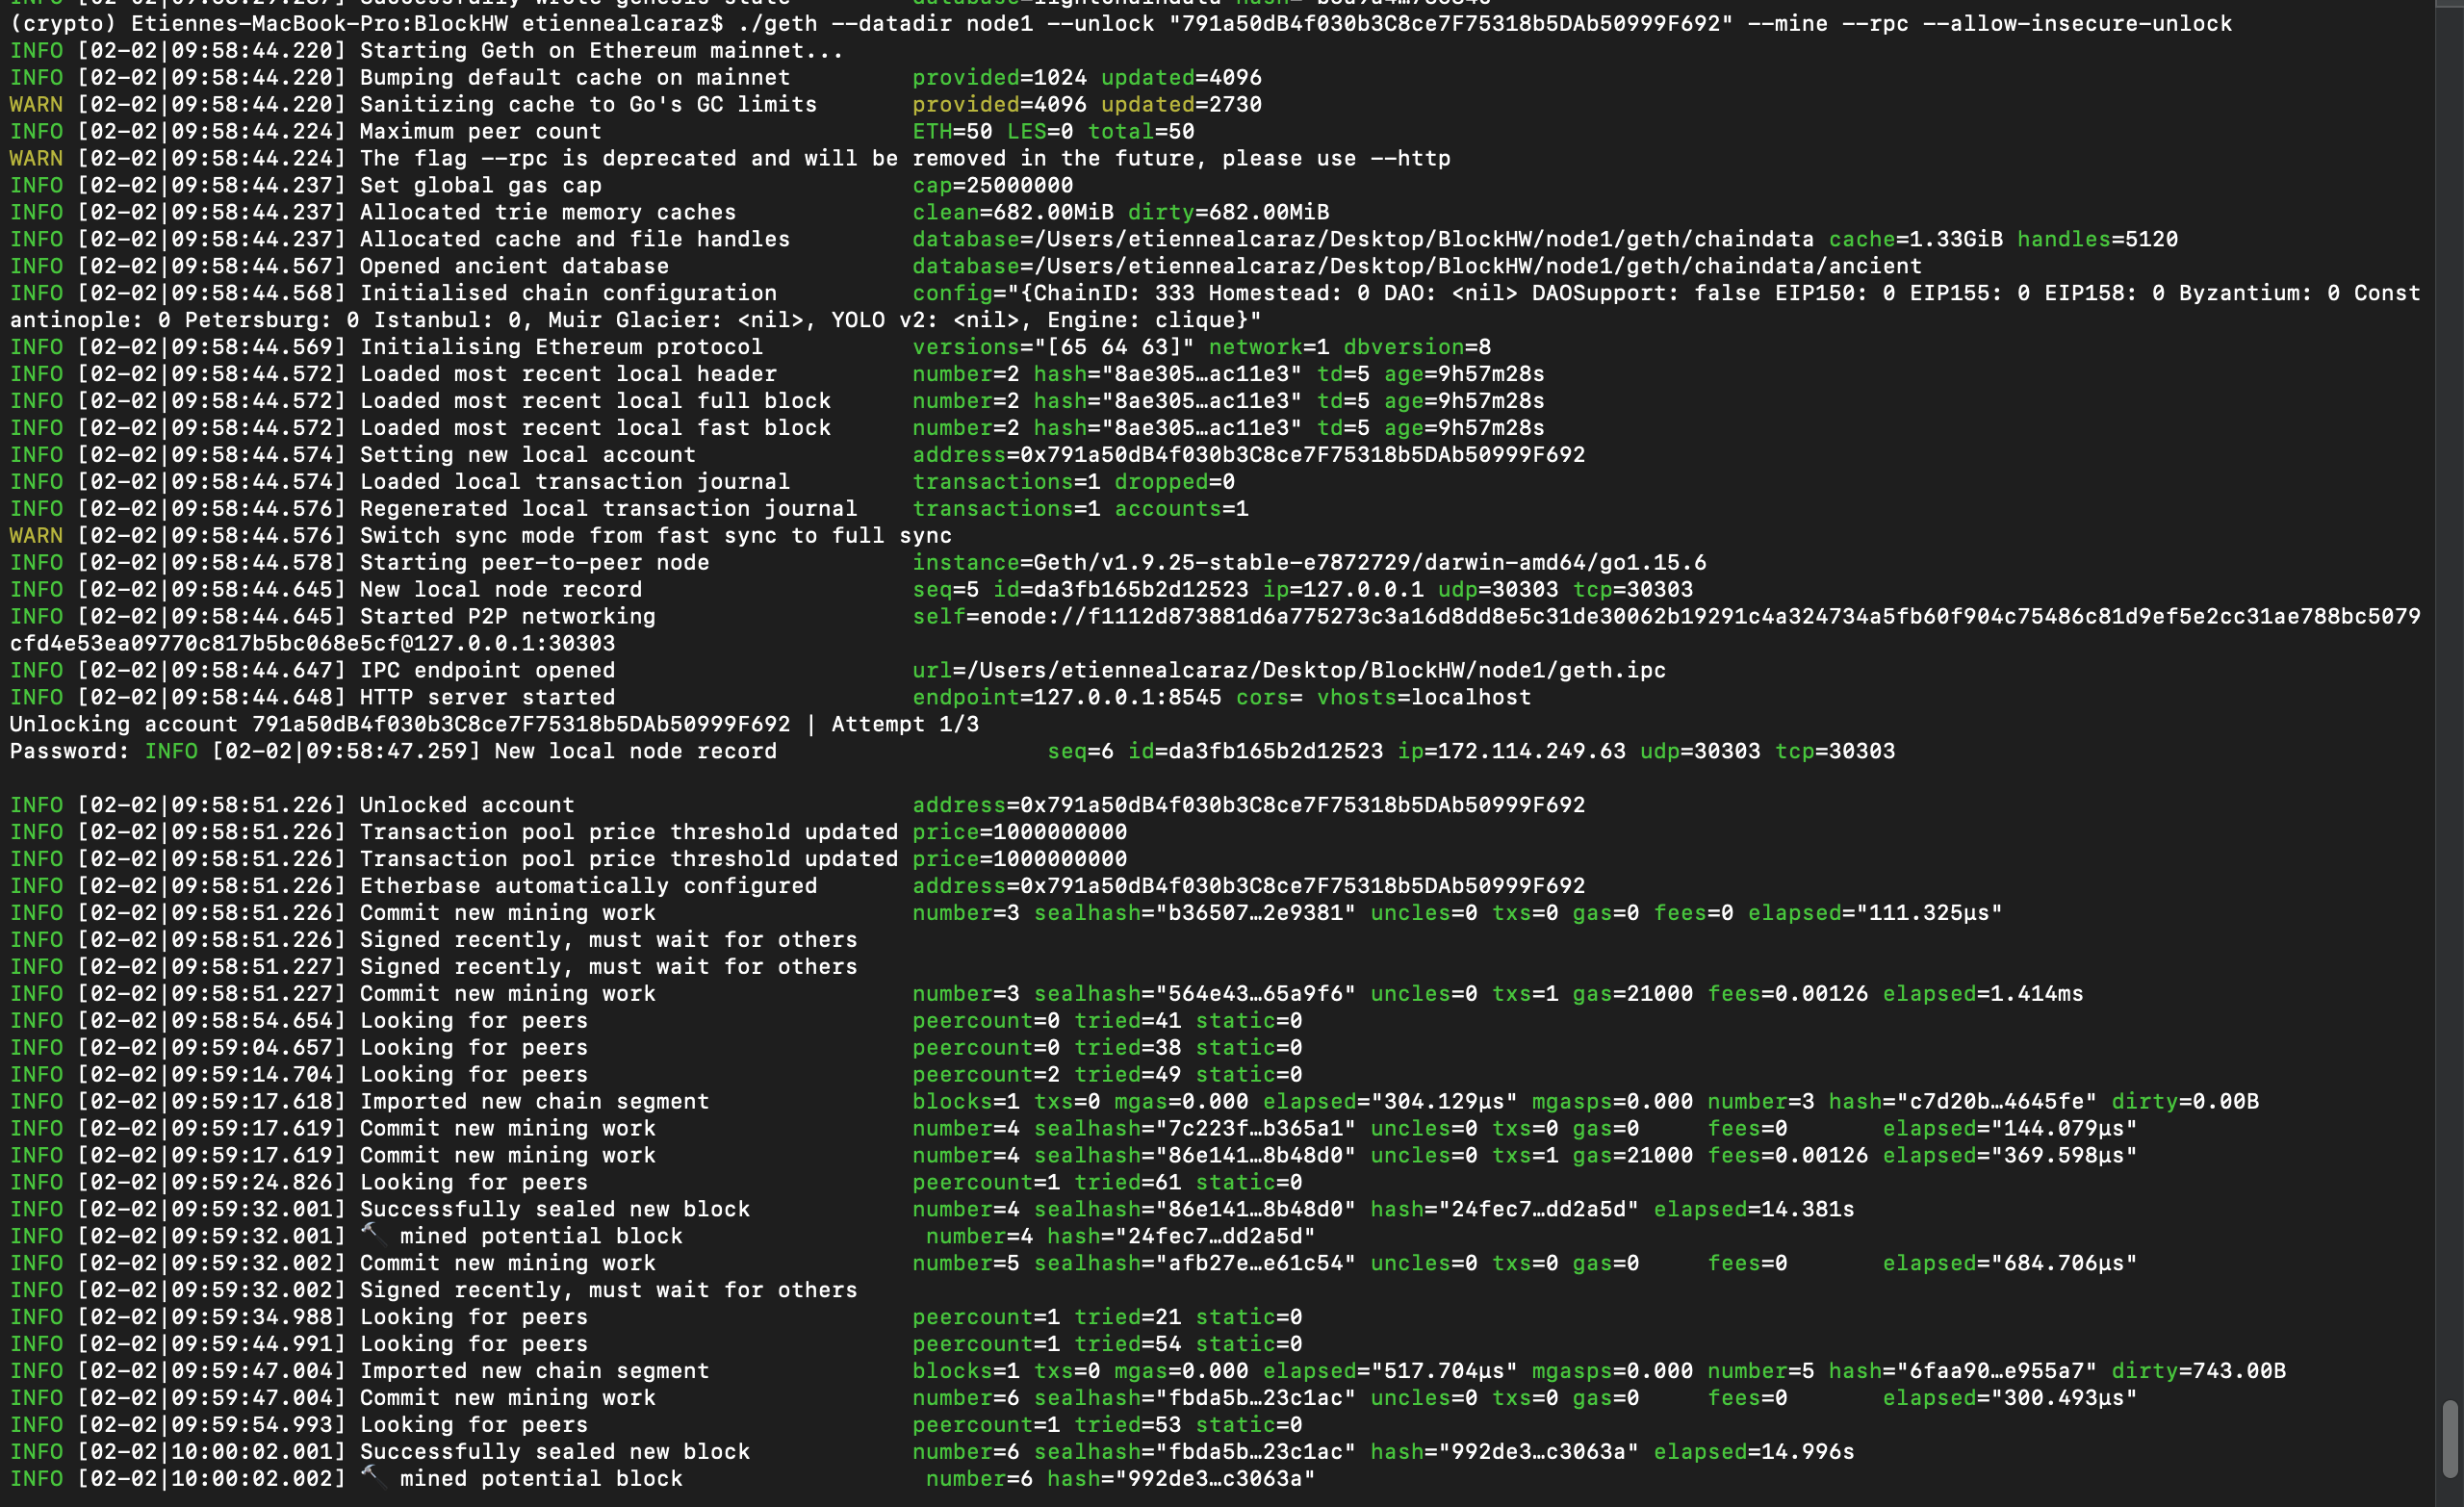 (crypto) Etiennes-MacBook-Pro:BlockHW etiennealcaraz$ ./geth --datadir node1 --unlock "791a50dB4f030b3C8ce7F75318b5DAb50999F692" --mine --rpc --allow-insecure-unlock
INFO [02-02|09:58:44.220] Starting Geth on Ethereum mainnet...
INFO [02-02|09:58:44.220] Bumping default cache on mainnet provided=1024 updated=4096
WARN [02-02|09:58:44.220] Sanitizing cache to Go's GC limits provided=4096 updated=2730
INFO [02-02|09:58:44.224] Maximum peer count ETH=50 LES=0 total=50
WARN [02-02|09:58:44.224] The flag --rpc is deprecated and will be removed in the future, please use --http
INFO [02-02|09:58:44.237] Set global gas cap cap=25000000
INFO [02-02|09:58:44.237] Allocated trie memory caches clean=682.00MiB dirty=682.00MiB
INFO [02-02|09:58:44.237] Allocated cache and file handles database=/Users/etiennealcaraz/Desktop/BlockHW/node1/geth/chaindata cache=1.33GiB handles=5120
INFO [02-02|09:58:44.567] Opened ancient database database=/Users/etiennealcaraz/Desktop/BlockHW/node1/geth/chaindata/ancient
INFO [02-02|09:58:44.568] Initialised chain configuration config="{ChainID: 333 Homestead: 0 DAO: <nil> DAOSupport: false EIP150: 0 EIP155: 0 EIP158: 0 Byzantium: 0 Const
antinople: 0 Petersburg: 0 Istanbul: 0, Muir Glacier: <nil>, YOLO v2: <nil>, Engine: clique}"
INFO [02-02|09:58:44.569] Initialising Ethereum protocol versions="[65 64 63]" network=1 dbversion=8
INFO [02-02|09:58:44.572] Loaded most recent local header number=2 hash="8ae305…ac11e3" td=5 age=9h57m28s
INFO [02-02|09:58:44.572] Loaded most recent local full block number=2 hash="8ae305…ac11e3" td=5 age=9h57m28s
INFO [02-02|09:58:44.572] Loaded most recent local fast block number=2 hash="8ae305…ac11e3" td=5 age=9h57m28s
INFO [02-02|09:58:44.574] Setting new local account address=0x791a50dB4f030b3C8ce7F75318b5DAb50999F692
INFO [02-02|09:58:44.574] Loaded local transaction journal transactions=1 dropped=0
INFO [02-02|09:58:44.576] Regenerated local transaction journal transactions=1 accounts=1
WARN [02-02|09:58:44.576] Switch sync mode from fast sync to full sync
INFO [02-02|09:58:44.578] Starting peer-to-peer node instance=Geth/v1.9.25-stable-e7872729/darwin-amd64/go1.15.6
INFO [02-02|09:58:44.645] New local node record seq=5 id=da3fb165b2d12523 ip=127.0.0.1 udp=30303 tcp=30303
INFO [02-02|09:58:44.645] Started P2P networking self=enode://f1112d873881d6a775273c3a16d8dd8e5c31de30062b19291c4a324734a5fb60f904c75486c81d9ef5e2cc31ae788bc5079
cfd4e53ea09770c817b5bc068e5cf@127.0.0.1:30303
INFO [02-02|09:58:44.647] IPC endpoint opened url=/Users/etiennealcaraz/Desktop/BlockHW/node1/geth.ipc
INFO [02-02|09:58:44.648] HTTP server started endpoint=127.0.0.1:8545 cors= vhosts=localhost
Unlocking account 791a50dB4f030b3C8ce7F75318b5DAb50999F692 | Attempt 1/3
Password: INFO [02-02|09:58:47.259] New local node record seq=6 id=da3fb165b2d12523 ip=172.114.249.63 udp=30303 tcp=30303
INFO [02-02|09:58:51.226] Unlocked account address=0x791a50dB4f030b3C8ce7F75318b5DAb50999F692
INFO [02-02|09:58:51.226] Transaction pool price threshold updated price=1000000000
INFO [02-02|09:58:51.226] Transaction pool price threshold updated price=1000000000
INFO [02-02|09:58:51.226] Etherbase automatically configured address=0x791a50dB4f030b3C8ce7F75318b5DAb50999F692
INFO [02-02|09:58:51.226] Commit new mining work number=3 sealhash="b36507…2e9381" uncles=0 txs=0 gas=0 fees=0 elapsed="111.325µs"
INFO [02-02|09:58:51.226] Signed recently, must wait for others
INFO [02-02|09:58:51.227] Signed recently, must wait for others
INFO [02-02|09:58:51.227] Commit new mining work number=3 sealhash="564e43…65a9f6" uncles=0 txs=1 gas=21000 fees=0.00126 elapsed=1.414ms
INFO [02-02|09:58:54.654] Looking for peers peercount=0 tried=41 static=0
INFO [02-02|09:59:04.657] Looking for peers peercount=0 tried=38 static=0
INFO [02-02|09:59:14.704] Looking for peers peercount=2 tried=49 static=0
INFO [02-02|09:59:17.618] Imported new chain segment blocks=1 txs=0 mgas=0.000 elapsed="304.129µs" mgasps=0.000 number=3 hash="c7d20b…4645fe" dirty=0.00B
INFO [02-02|09:59:17.619] Commit new mining work number=4 sealhash="7c223f…b365a1" uncles=0 txs=0 gas=0 fees=0 elapsed="144.079µs"
INFO [02-02|09:59:17.619] Commit new mining work number=4 sealhash="86e141…8b48d0" uncles=0 txs=1 gas=21000 fees=0.00126 elapsed="369.598µs"
INFO [02-02|09:59:24.826] Looking for peers peercount=1 tried=61 static=0
INFO [02-02|09:59:32.001] Successfully sealed new block number=4 sealhash="86e141…8b48d0" hash="24fec7…dd2a5d" elapsed=14.381s
INFO [02-02|09:59:32.001] 🔨 mined potential block number=4 hash="24fec7…dd2a5d"
INFO [02-02|09:59:32.002] Commit new mining work number=5 sealhash="afb27e…e61c54" uncles=0 txs=0 gas=0 fees=0 elapsed="684.706µs"
INFO [02-02|09:59:32.002] Signed recently, must wait for others
INFO [02-02|09:59:34.988] Looking for peers peercount=1 tried=21 static=0
INFO [02-02|09:59:44.991] Looking for peers peercount=1 tried=54 static=0
INFO [02-02|09:59:47.004] Imported new chain segment blocks=1 txs=0 mgas=0.000 elapsed="517.704µs" mgasps=0.000 number=5 hash="6faa90…e955a7" dirty=743.00B
INFO [02-02|09:59:47.004] Commit new mining work number=6 sealhash="fbda5b…23c1ac" uncles=0 txs=0 gas=0 fees=0 elapsed="300.493µs"
INFO [02-02|09:59:54.993] Looking for peers peercount=1 tried=53 static=0
INFO [02-02|10:00:02.001] Successfully sealed new block number=6 sealhash="fbda5b…23c1ac" hash="992de3…c3063a" elapsed=14.996s
INFO [02-02|10:00:02.002] 🔨 mined potential block number=6 hash="992de3…c3063a"